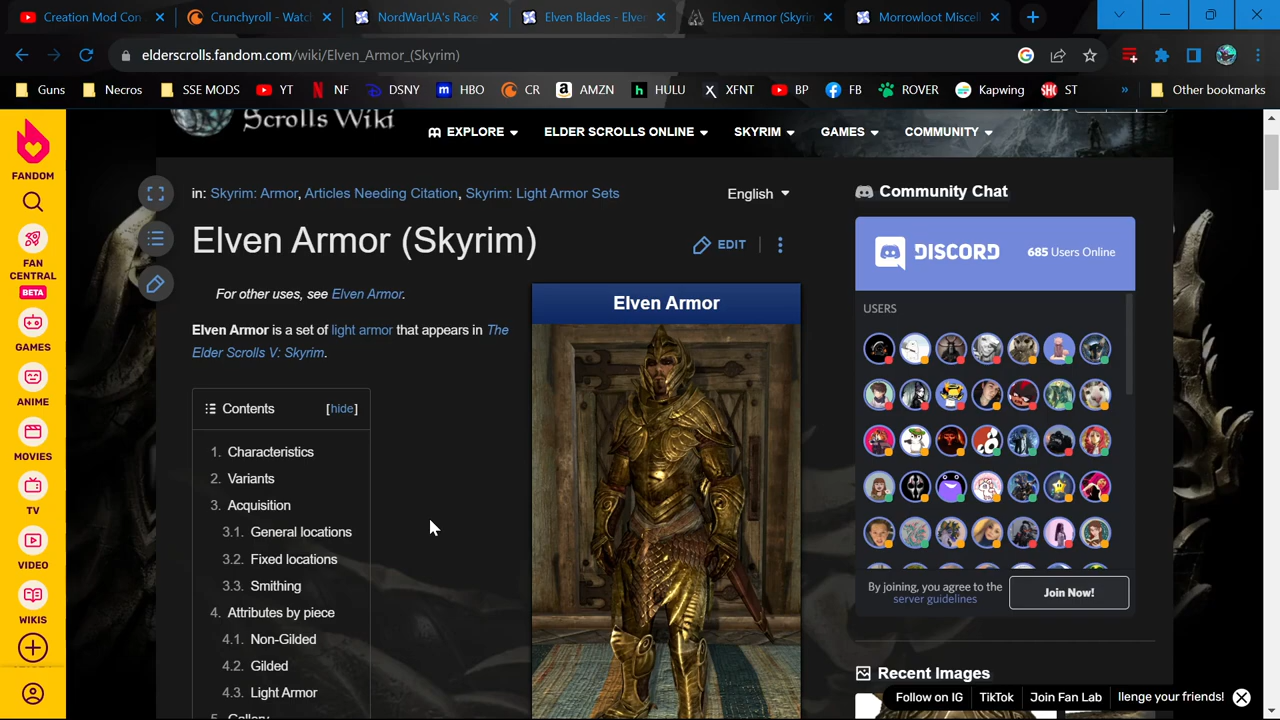 Creation Mod Con
Crunchyroll - Watc
NordWarUA's Race
Elven Blades - Elve
Elven Armor (Skyrim
Morrowloot Miscel
elderscrolls.fandom.com/wiki/Elven_Armor_(Skyrim)
Guns
Necros
SSE MODS
YT
NF
DSNY
HBO
CR
AMZN
HULU
XFNT
BP
FB
ROVER
Kapwing
ST
»
Other bookmarks
FANDOM
FAN CENTRAL
BETA
GAMES
ANIME
MOVIES
TV
VIDEO
WIKIS
Scrolls Wiki
EXPLORE
ELDER SCROLLS ONLINE
SKYRIM
GAMES
COMMUNITY
in: Skyrim: Armor, Articles Needing Citation, Skyrim: Light Armor Sets
English
Elven Armor (Skyrim)
EDIT
For other uses, see Elven Armor.
Elven Armor is a set of light armor that appears in The
Elder Scrolls V: Skyrim.
Contents [hide]
1. Characteristics
2. Variants
3. Acquisition
3.1. General locations
3.2. Fixed locations
3.3. Smithing
4. Attributes by piece
4.1. Non-Gilded
4.2. Gilded
4.3. Light Armor
5. Gallery
Elven Armor
Community Chat
DISCORD
685 Users Online
USERS
By joining, you agree to the
server guidelines
Join Now!
Recent Images
Follow on IG
TikTok
Join Fan Lab
llenge your friends!